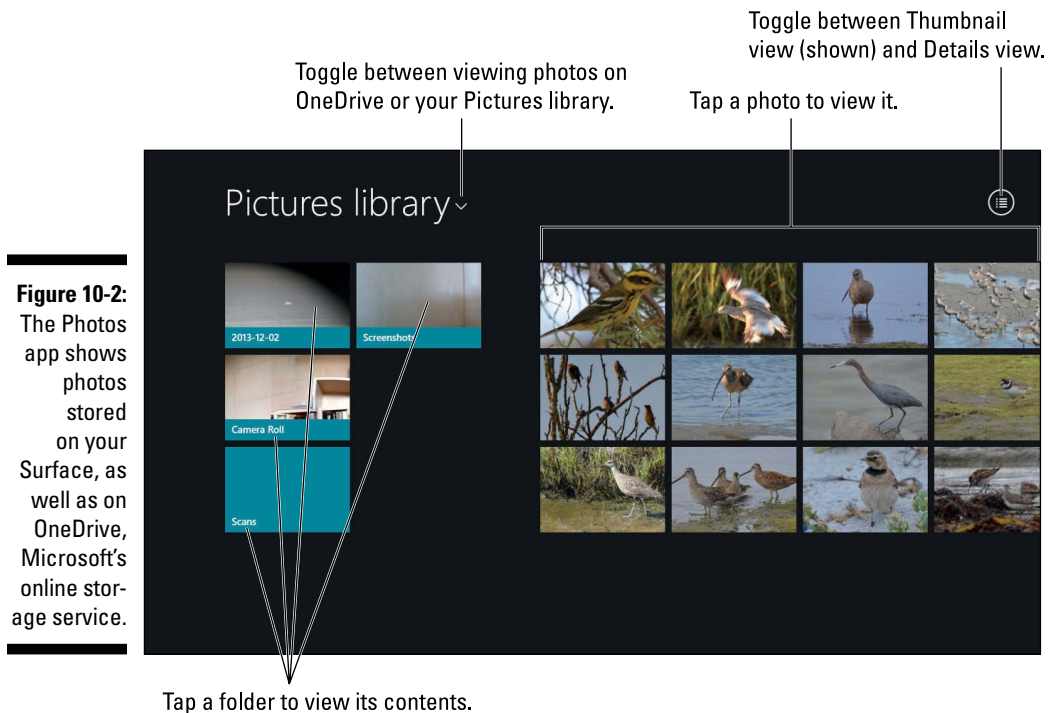 Toggle between Thumbnail
view (shown) and Details view.
Toggle between viewing photos on
OneDrive or your Pictures library.
Tap a photo to view it.
Pictures library
2013-12-02
Screenshots
Camera Roll
Scans
Figure 10-2:
The Photos
app shows
photos
stored
on your
Surface, as
well as on
OneDrive,
Microsoft’s
online stor-
age service.
Tap a folder to view its contents.